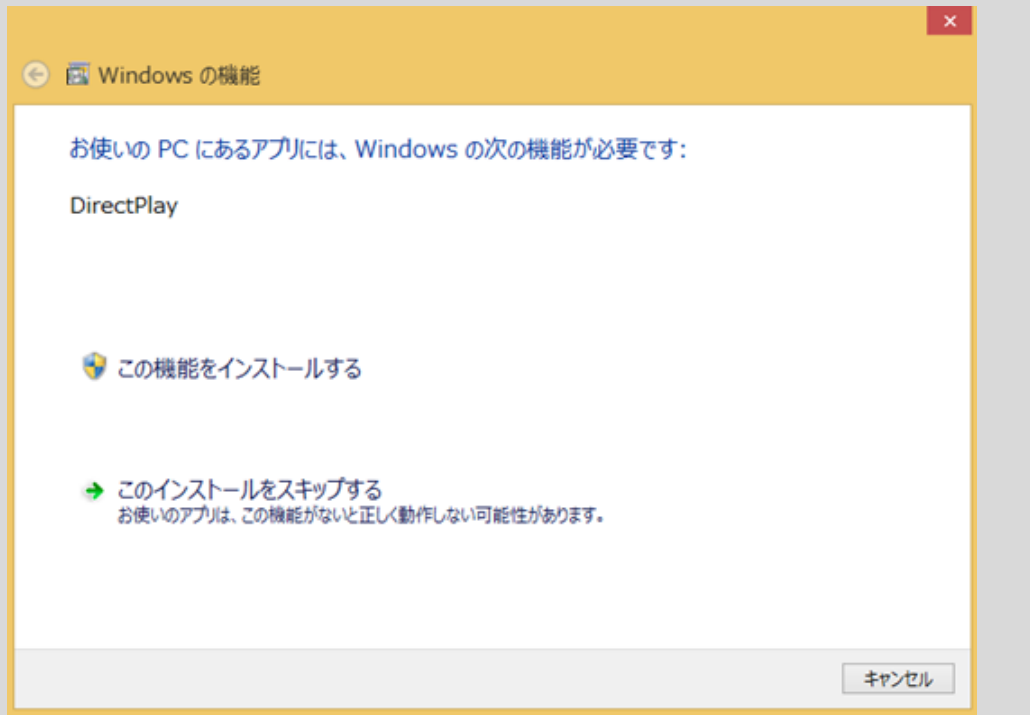 Windows の機能
お使いの PC にあるアプリには、Windows の次の機能が必要です:
DirectPlay
この機能をインストールする
このインストールをスキップする
お使いのアプリは、この機能がないと正しく動作しない可能性があります。
キャンセル